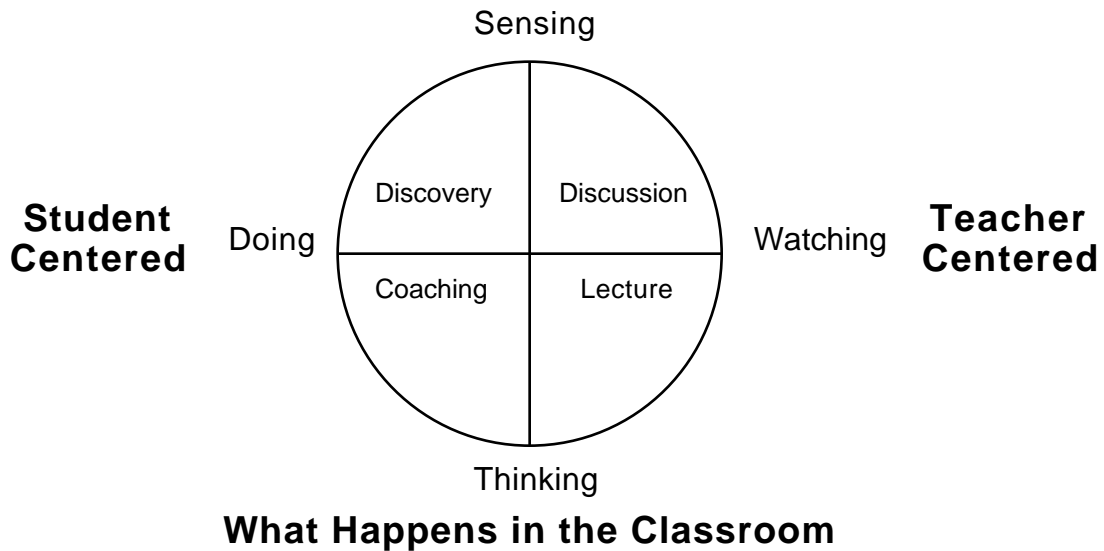 Sensing
Discovery
Discussion
Student
Centered
Doing
Watching
Teacher
Centered
Coaching
Lecture
Thinking
What Happens in the Classroom